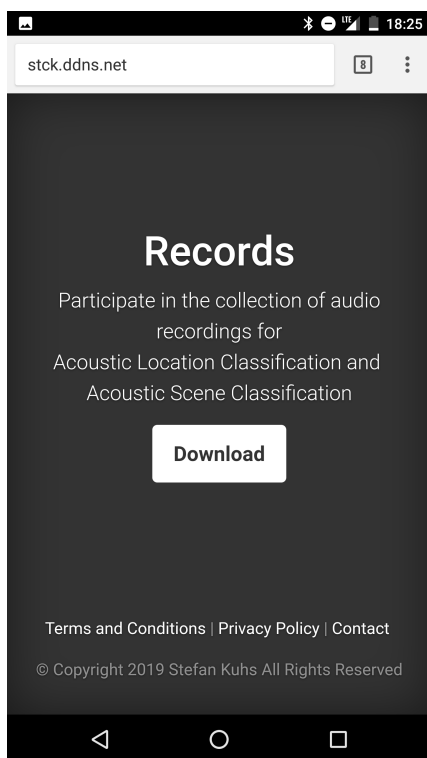 LTE 18:25
stck.ddns.net 8
Records
Participate in the collection of audio
recordings for
Acoustic Location Classification and
Acoustic Scene Classification
Download
Terms and Conditions | Privacy Policy | Contact
© Copyright 2019 Stefan Kuhs All Rights Reserved